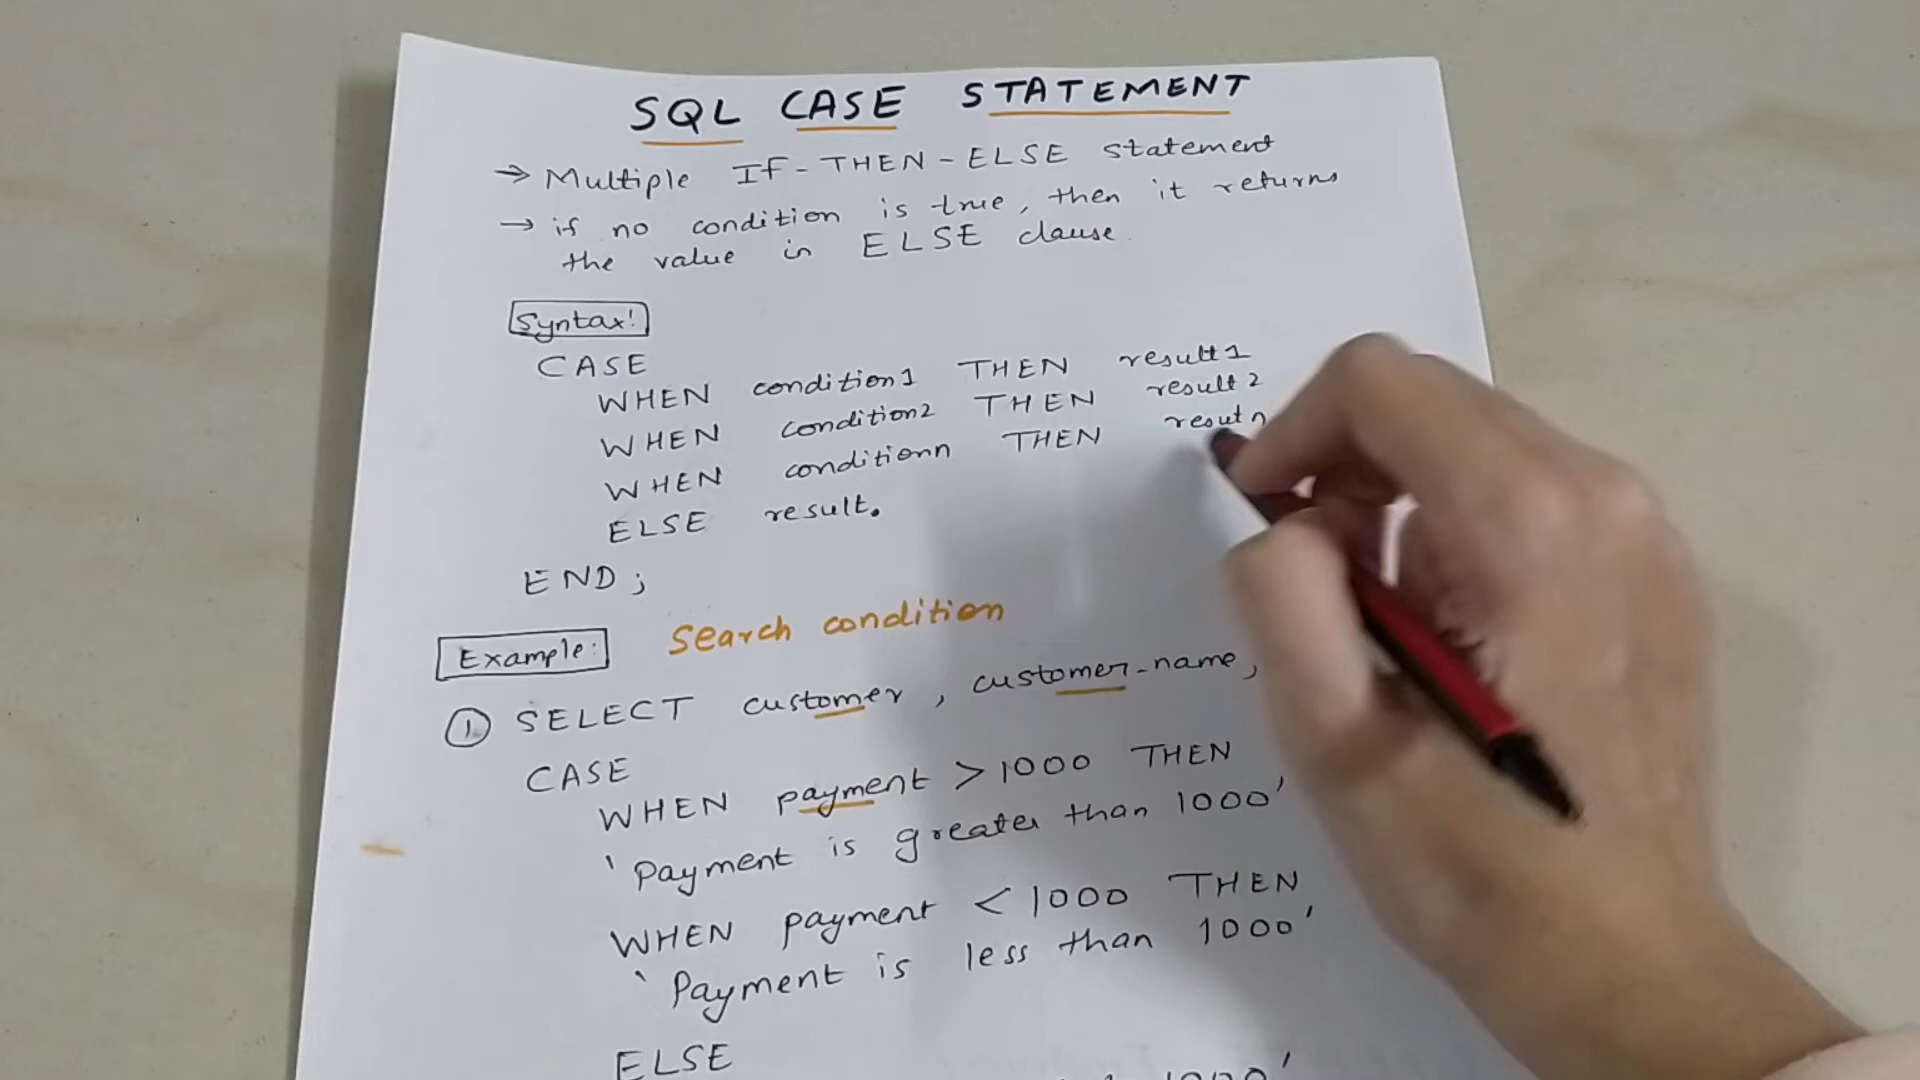 SQL CASE STATEMENT
→ Multiple IF-THEN-ELSE statement
→ if no condition is true, then it returns
the value in ELSE clause
Syntax:
CASE
WHEN condition1 THEN result1
WHEN condition2 THEN result2
WHEN conditionn THEN resutn
ELSE result.
END;
Example: Search condition
① SELECT customer, customer_name,
CASE
WHEN payment >1000 THEN
'Payment is greater than 1000'
WHEN payment < 1000 THEN
'Payment is less than 1000'
ELSE
1000'